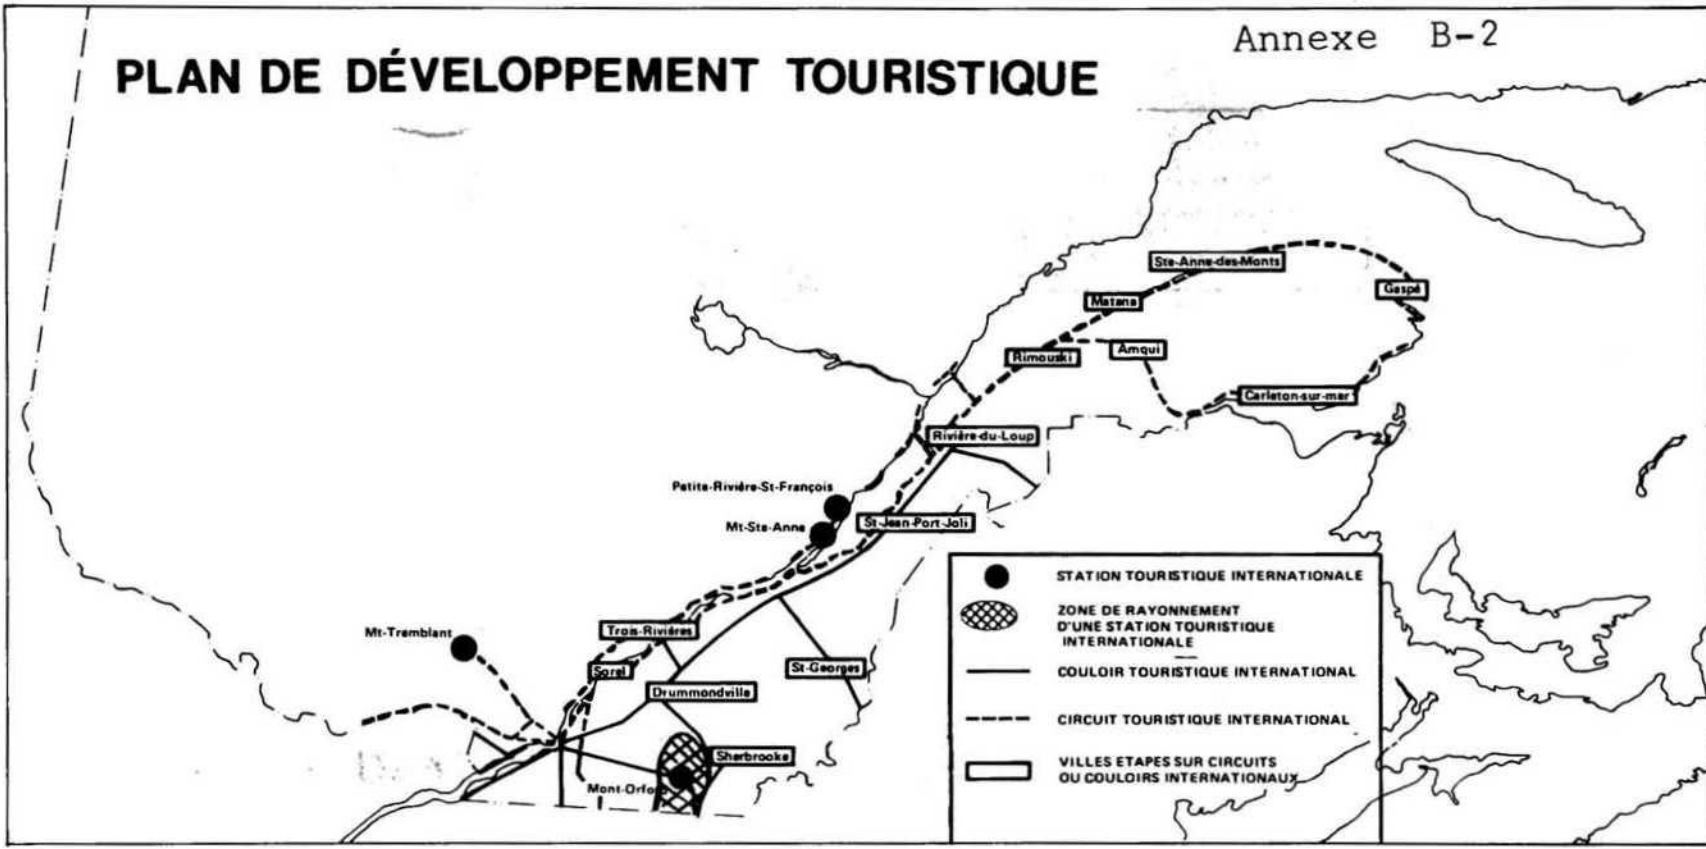 Annexe B-2
PLAN DE DÉVELOPPEMENT TOURISTIQUE
Ste-Anne-des-Monts
Gaspé
Matane
Rimouski
Amqui
Carleton-sur-mer
Rivière-du-Loup
Petite-Rivière-St-François
St-Jean-Port-Joli
Mt-Ste-Anne
Trois-Rivières
Mt-Tremblant
Sorel
St-Georges
Drummondville
Sherbrooke
Mont-Orford
STATION TOURISTIQUE INTERNATIONALE
ZONE DE RAYONNEMENT
D'UNE STATION TOURISTIQUE
INTERNATIONALE
COULOIR TOURISTIQUE INTERNATIONAL
CIRCUIT TOURISTIQUE INTERNATIONAL
VILLES ETAPES SUR CIRCUITS
OU COULOIRS INTERNATIONAUX